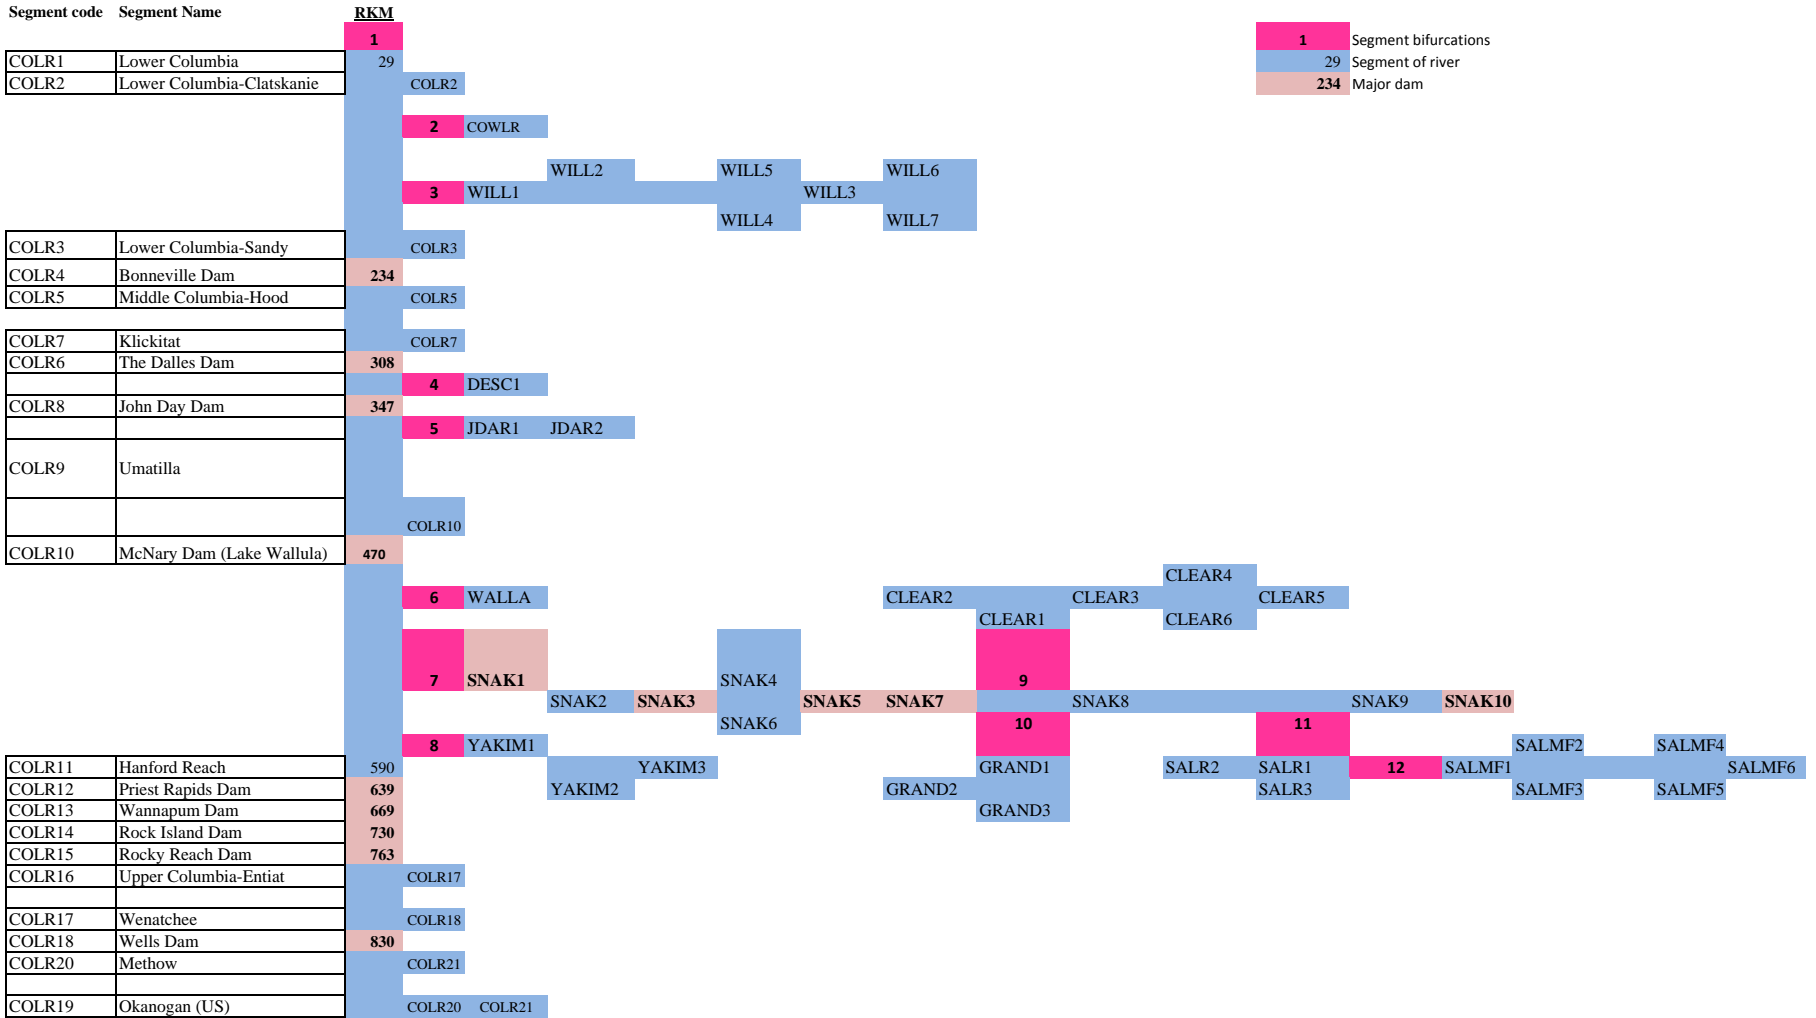 Segment code Segment Name RKM
1 1 Segment bifurcations
COLR1 Lower Columbia 29 29 Segment of river
COLR2 Lower Columbia-Clatskanie COLR2 234 Major dam
2 COWLR
WILL2 WILL5 WILL6
3 WILL1 WILL3
WILL4 WILL7
COLR3 Lower Columbia-Sandy COLR3
COLR4 Bonneville Dam 234
COLR5 Middle Columbia-Hood COLR5
COLR7 Klickitat COLR7
COLR6 The Dalles Dam 308
4 DESC1
COLR8 John Day Dam 347
5 JDAR1 JDAR2
COLR9 Umatilla
COLR10
COLR10 McNary Dam (Lake Wallula) 470
CLEAR4
6 WALLA CLEAR2 CLEAR3 CLEAR5
CLEAR1 CLEAR6
7 SNAK1 SNAK4 9
SNAK2 SNAK3 SNAK5 SNAK7 SNAK8 SNAK9 SNAK10
SNAK6 10 11
8 YAKIM1 SALMF2 SALMF4
COLR11 Hanford Reach 590 YAKIM3 GRAND1 SALR2 SALR1 12 SALMF1 SALMF6
COLR12 Priest Rapids Dam 639 YAKIM2 GRAND2 SALR3 SALMF3 SALMF5
COLR13 Wannapum Dam 669 GRAND3
COLR14 Rock Island Dam 730
COLR15 Rocky Reach Dam 763
COLR16 Upper Columbia-Entiat COLR17
COLR17 Wenatchee COLR18
COLR18 Wells Dam 830
COLR20 Methow COLR21
COLR19 Okanogan (US) COLR20 COLR21